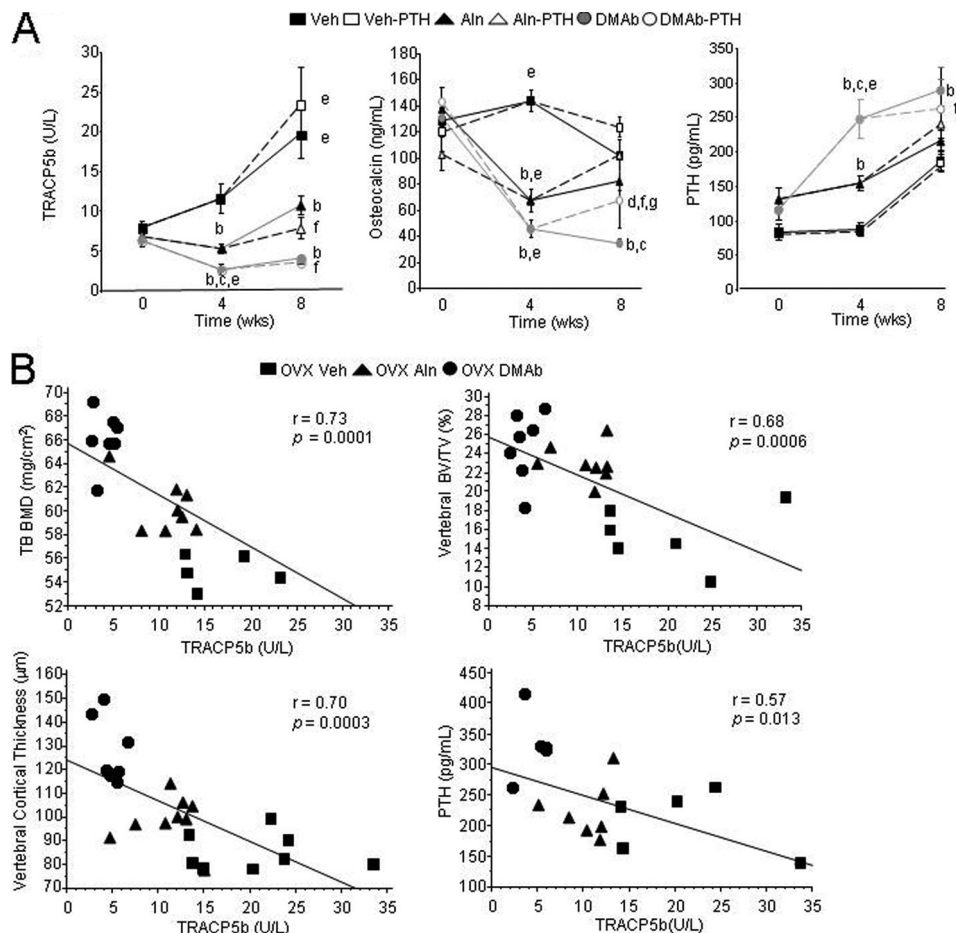 A
Veh Veh-PTH Aln Aln-PTH DMAb DMAb-PTH
TRACP5b (U/L)
30
25
20
15
10
5
0
e
e
b
b
f
b
f
b,c,e
0 4 8
Time (wks)
Osteocalcin (ng/mL)
180
160
140
120
100
80
60
40
20
0
e
b,e
b,e
d,f,g
b,c
0 4 8
Time (wks)
PTH (pg/mL)
350
300
250
200
150
100
50
0
b,c,e
b
b
f
0 4 8
Time (wks)
B
OVX Veh OVX Aln OVX DMAb
TB BMD (mg/cm²)
70
68
66
64
62
60
58
56
54
52
r = 0.73
p = 0.0001
0 5 10 15 20 25 30 35
TRACP5b (U/L)
Vertebral BV/TV (%)
30
28
26
24
22
20
18
16
14
12
10
8
r = 0.68
p = 0.0006
0 5 10 15 20 25 30 35
TRACP5b(U/L)
Vertebral Cortical Thickness (µm)
160
150
140
130
120
110
100
90
80
70
r = 0.70
p = 0.0003
0 5 10 15 20 25 30 35
TRACP5b (U/L)
PTH (pg/mL)
450
400
350
300
250
200
150
100
r = 0.57
p = 0.013
0 5 10 15 20 25 30 35
TRACP5b(U/L)